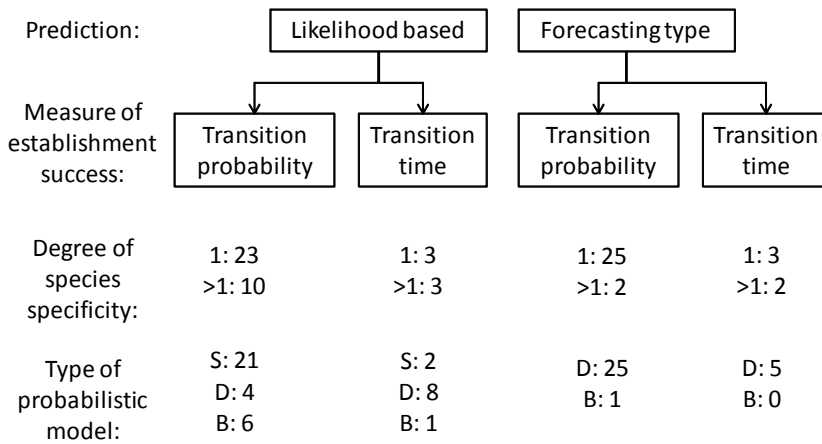 Prediction:
Likelihood based
Forecasting type
Measure of
establishment
success:
Transition
probability
Transition
time
Transition
probability
Transition
time
Degree of
species
specificity:
1: 23
>1: 10
1: 3
>1: 3
1: 25
>1: 2
1: 3
>1: 2
Type of
probabilistic
model:
S: 21
D: 4
B: 6
S: 2
D: 8
B: 1
D: 25
B: 1
D: 5
B: 0